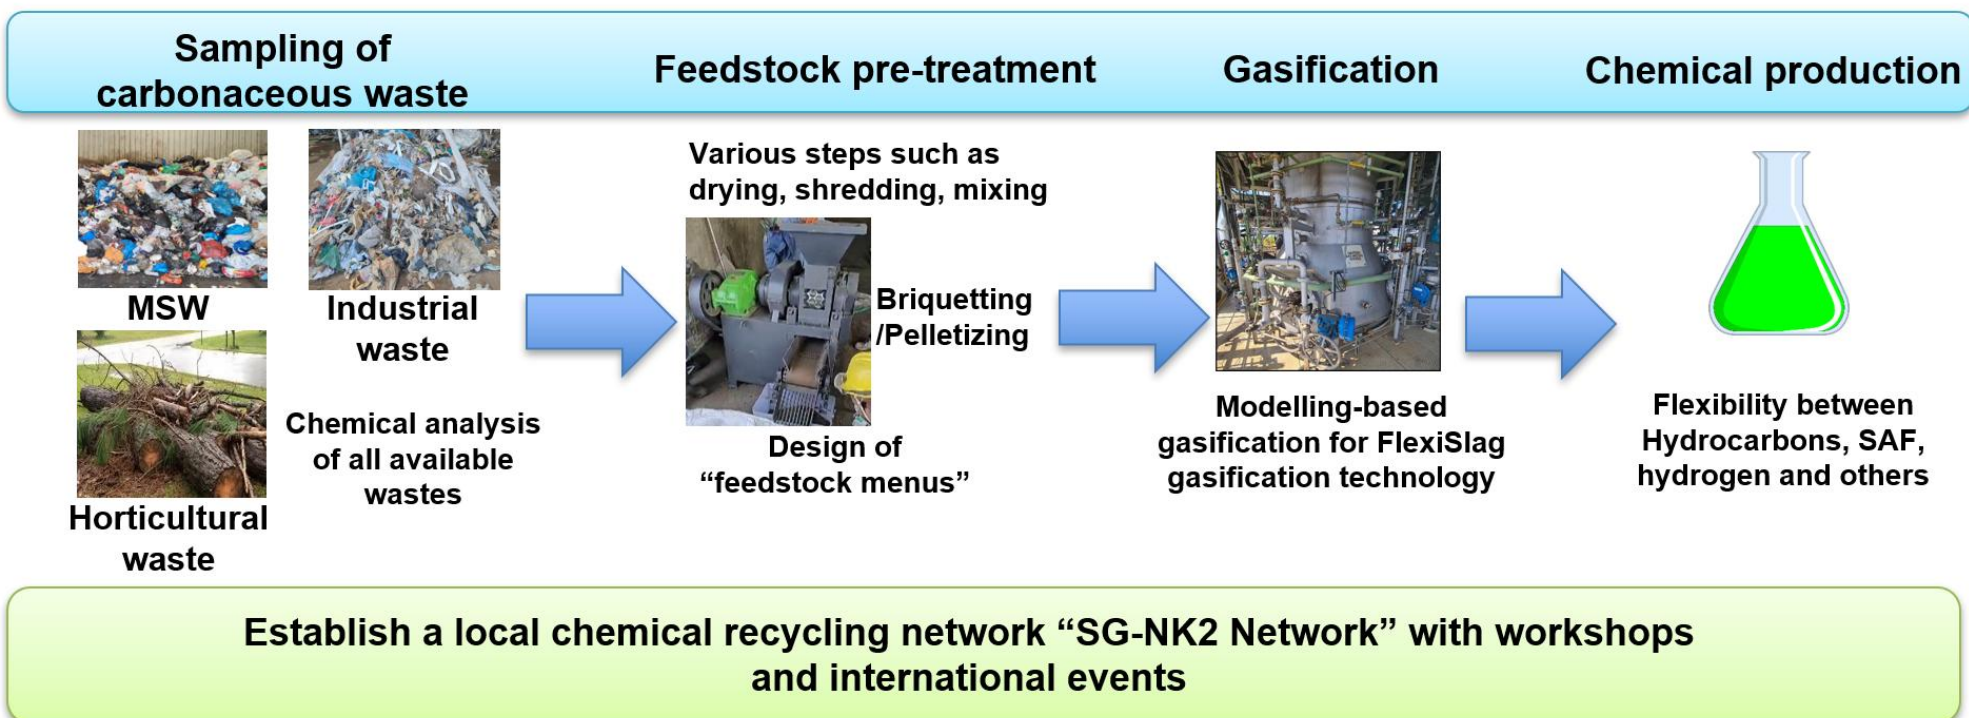 Sampling of
carbonaceous waste
Feedstock pre-treatment
Gasification
Chemical production
MSW
Industrial
waste
Horticultural
waste
Chemical analysis
of all available
wastes
Various steps such as
drying, shredding, mixing
Briquetting
/Pelletizing
Design of
“feedstock menus”
Modelling-based
gasification for FlexiSlag
gasification technology
Flexibility between
Hydrocarbons, SAF,
hydrogen and others
Establish a local chemical recycling network “SG-NK2 Network” with workshops
and international events